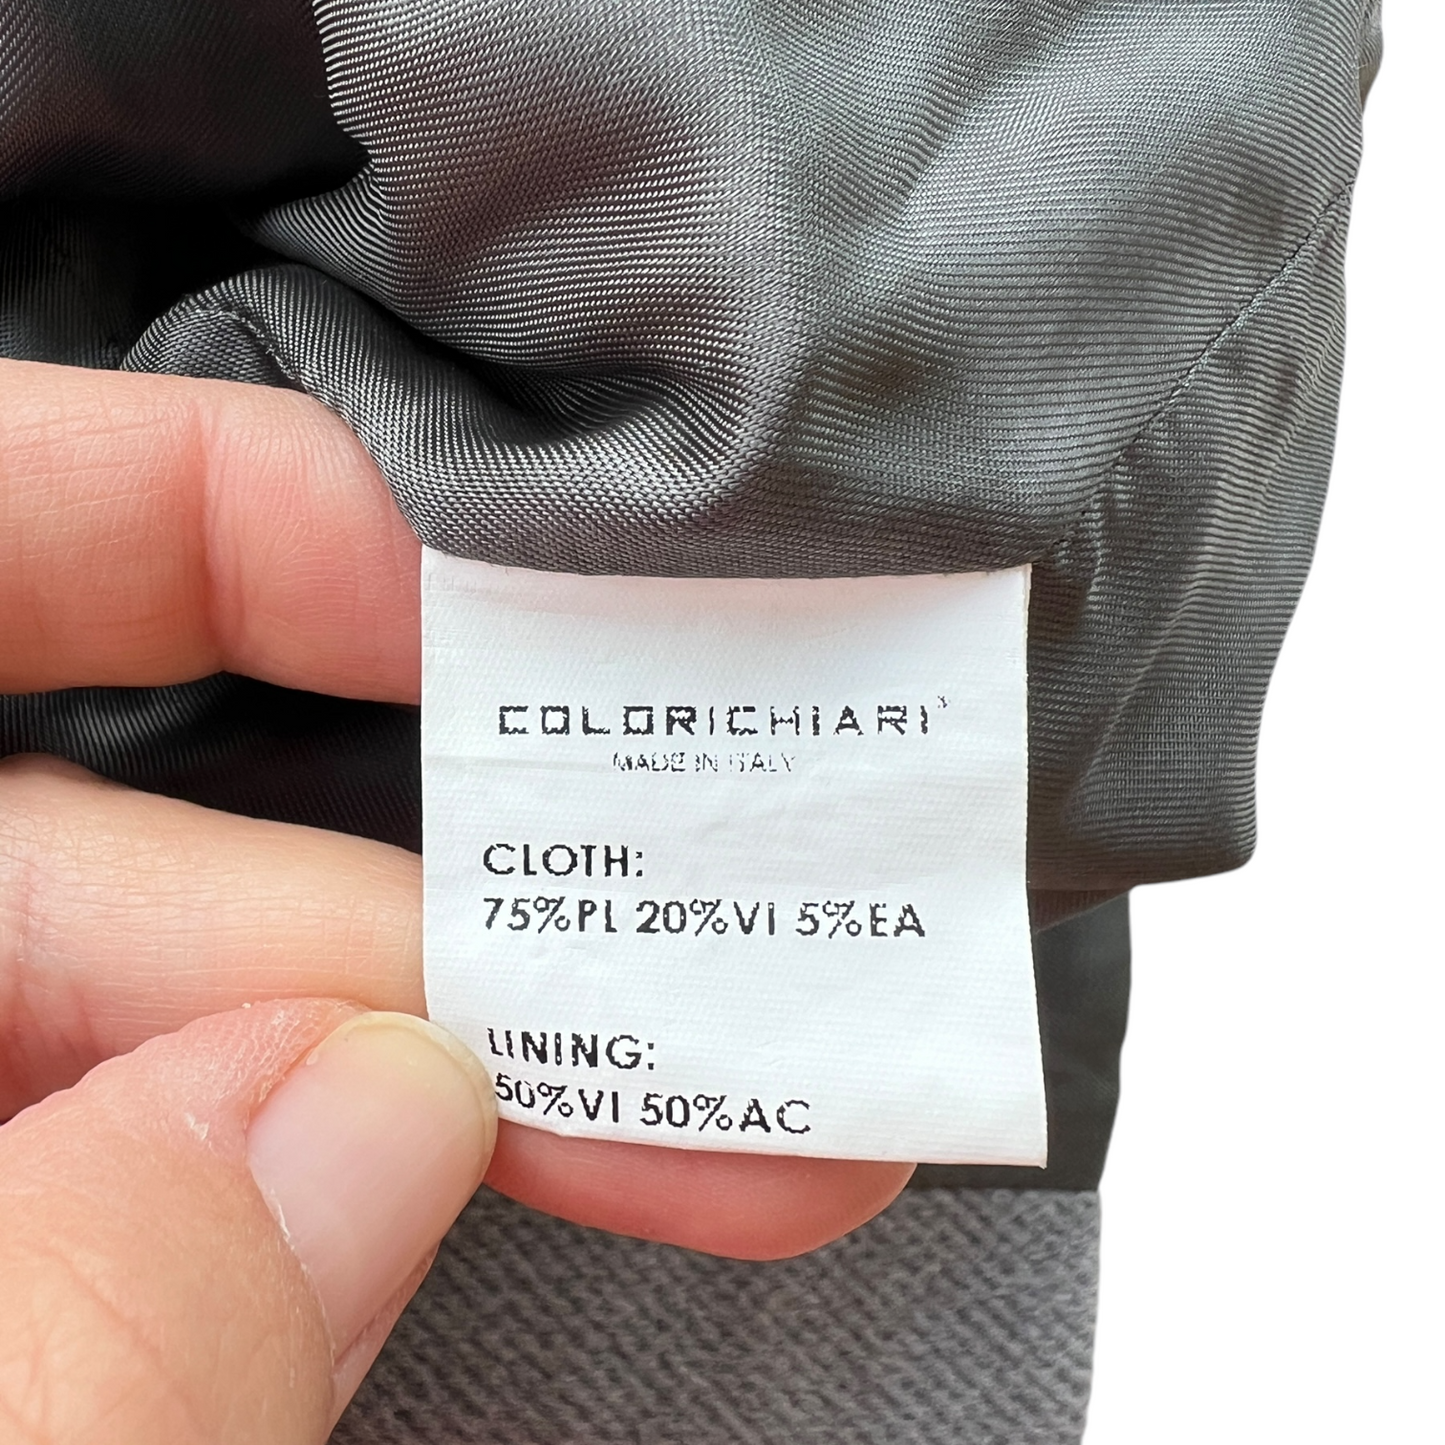 COLORICHIARI
MADE IN ITALY
CLOTH:
75%PL 20%VI 5%EA
LINING:
50%VI 50%AC